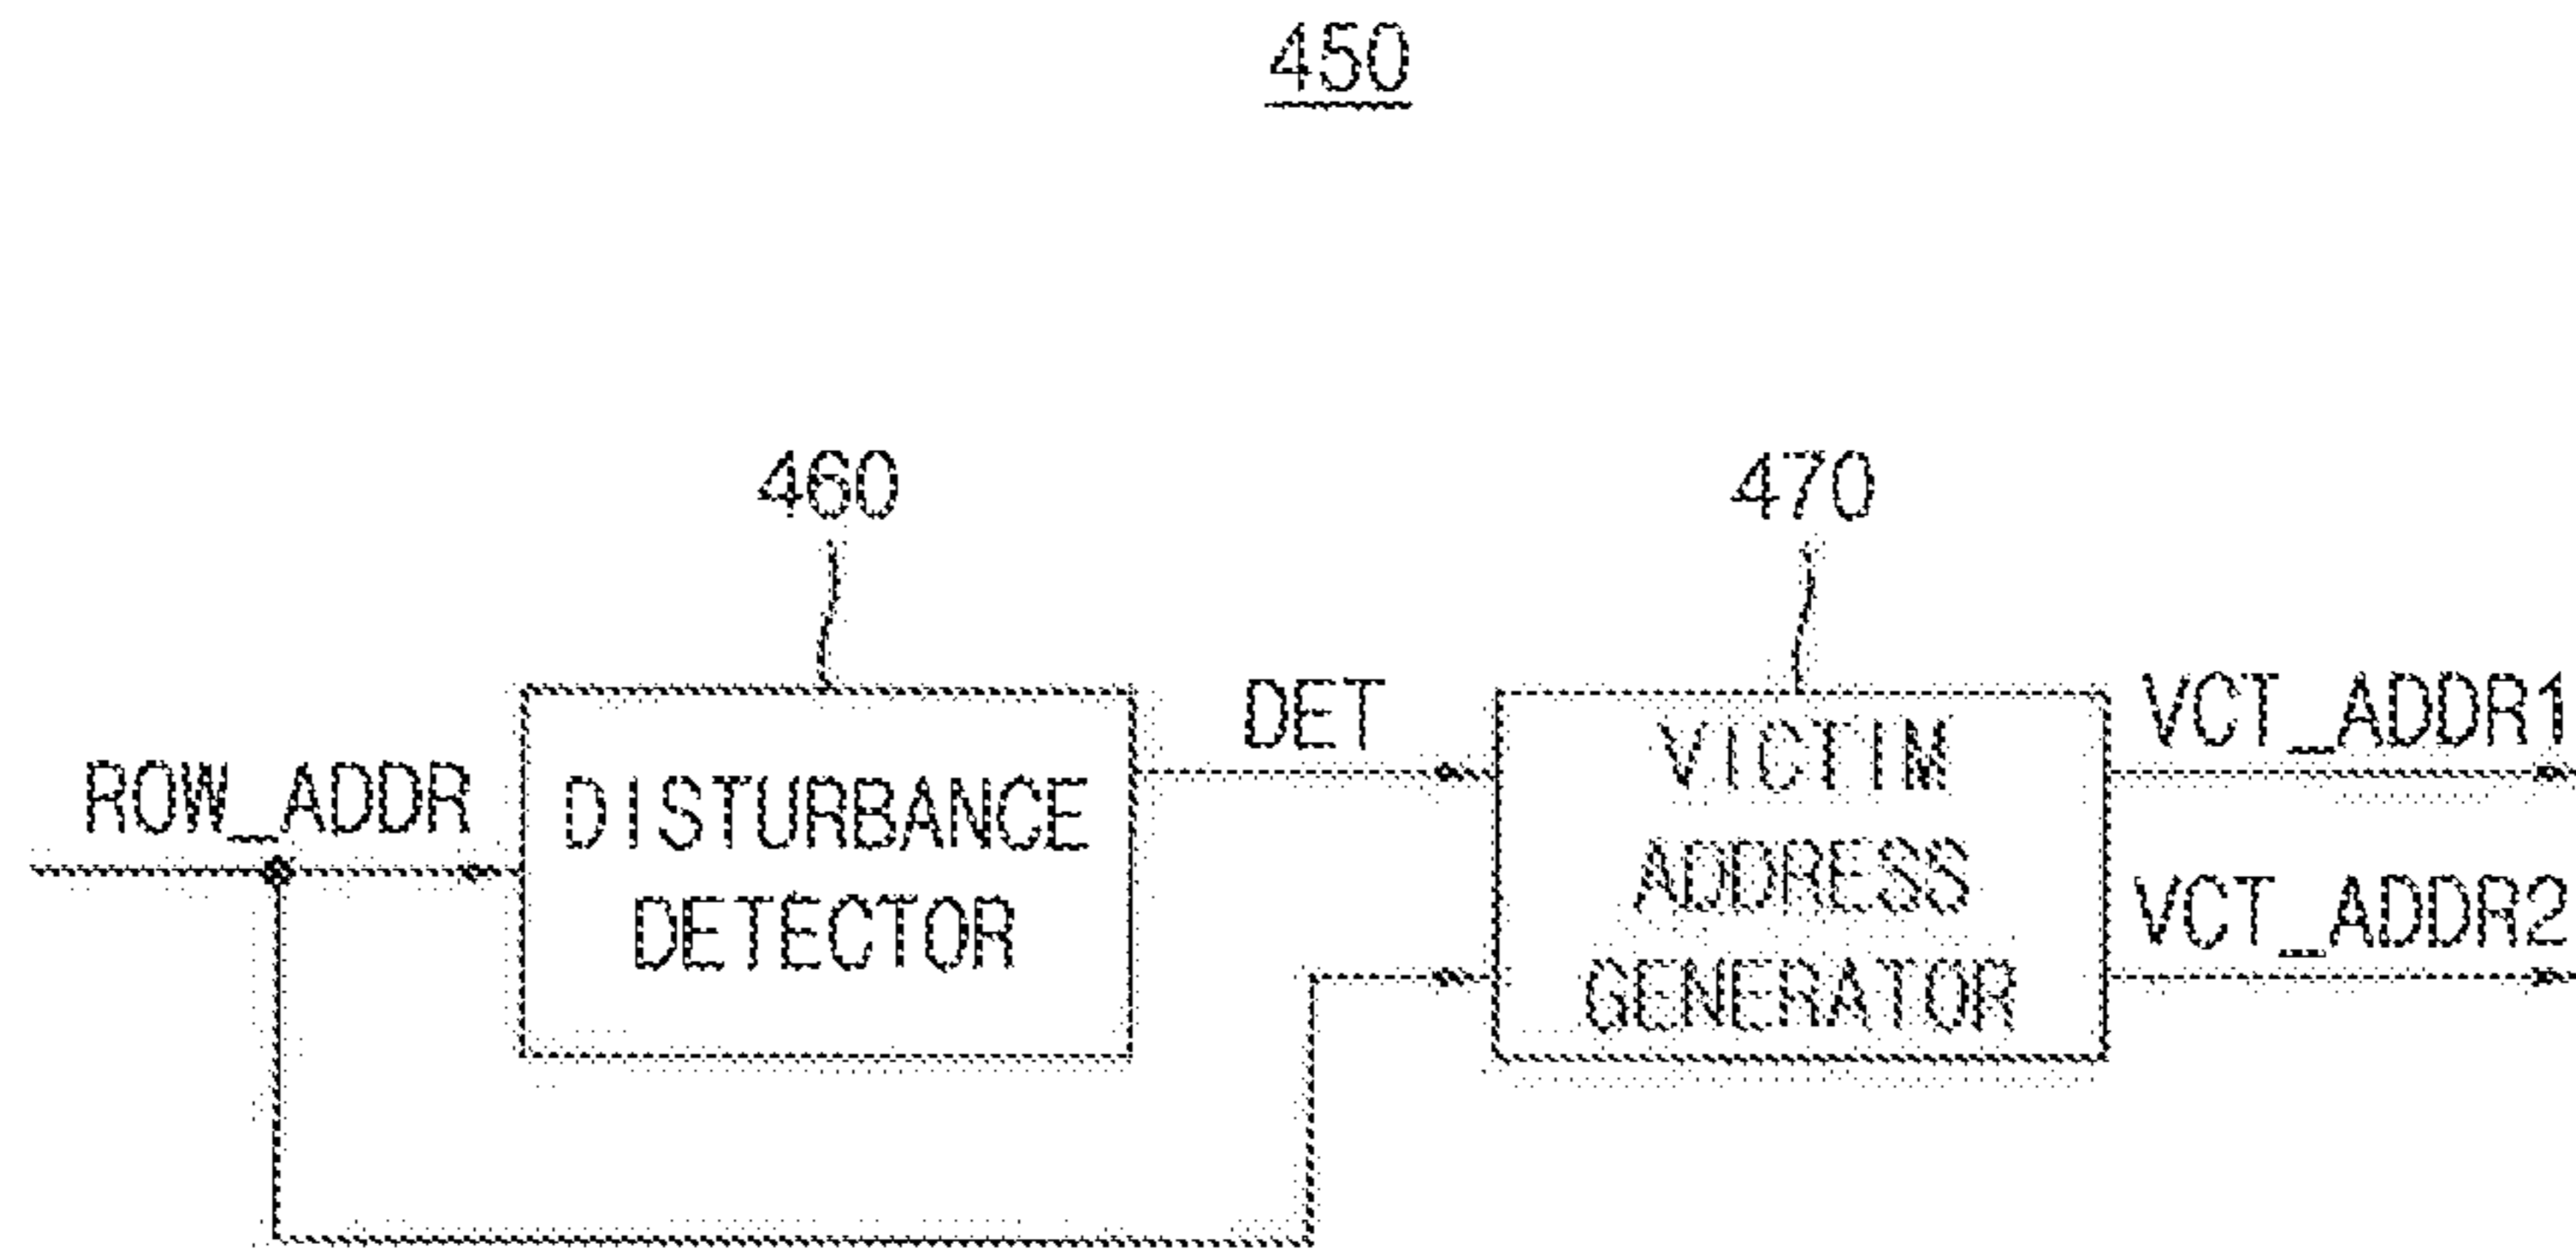 450
460
470
ROW_ADDR
DISTURBANCE
DETECTOR
DET
VICTIM
ADDRESS
GENERATOR
VCT_ADDR1
VCT_ADDR2